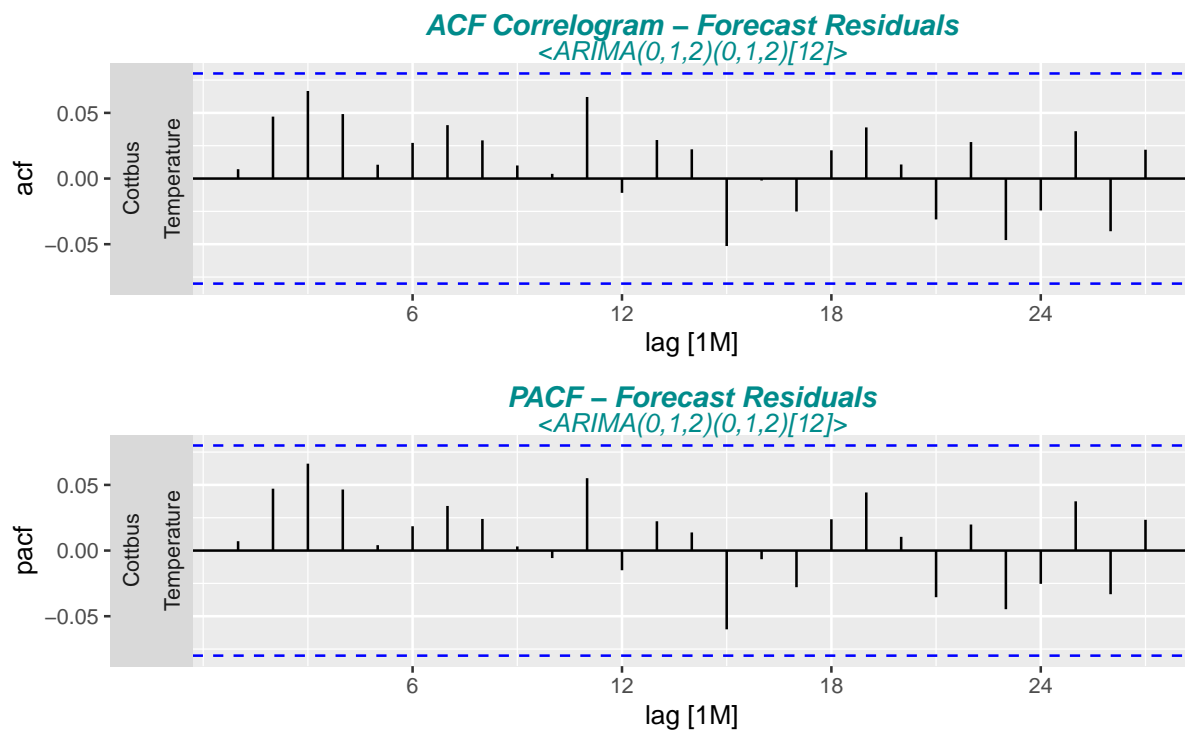 ACF Correlogram – Forecast Residuals
<ARIMA(0,1,2)(0,1,2)[12]>
acf
0.05
0.00
−0.05
Cottbus
Temperature
6 12 18 24
lag [1M]
PACF – Forecast Residuals
<ARIMA(0,1,2)(0,1,2)[12]>
pacf
0.05
0.00
−0.05
Cottbus
Temperature
6 12 18 24
lag [1M]